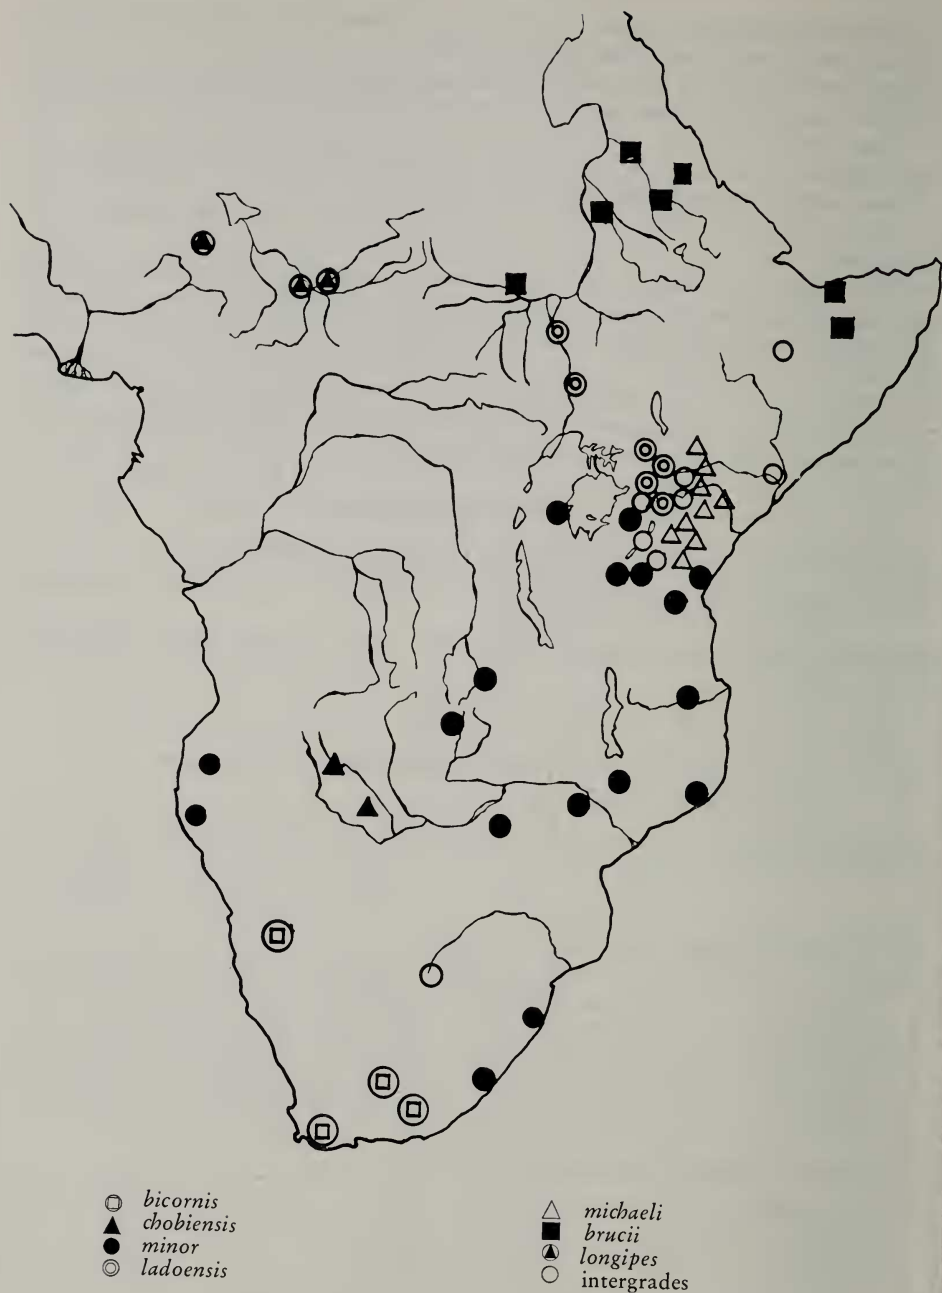 bicornis
chobiensis
minor
ladoensis
michaeli
brucii
longipes
intergrades